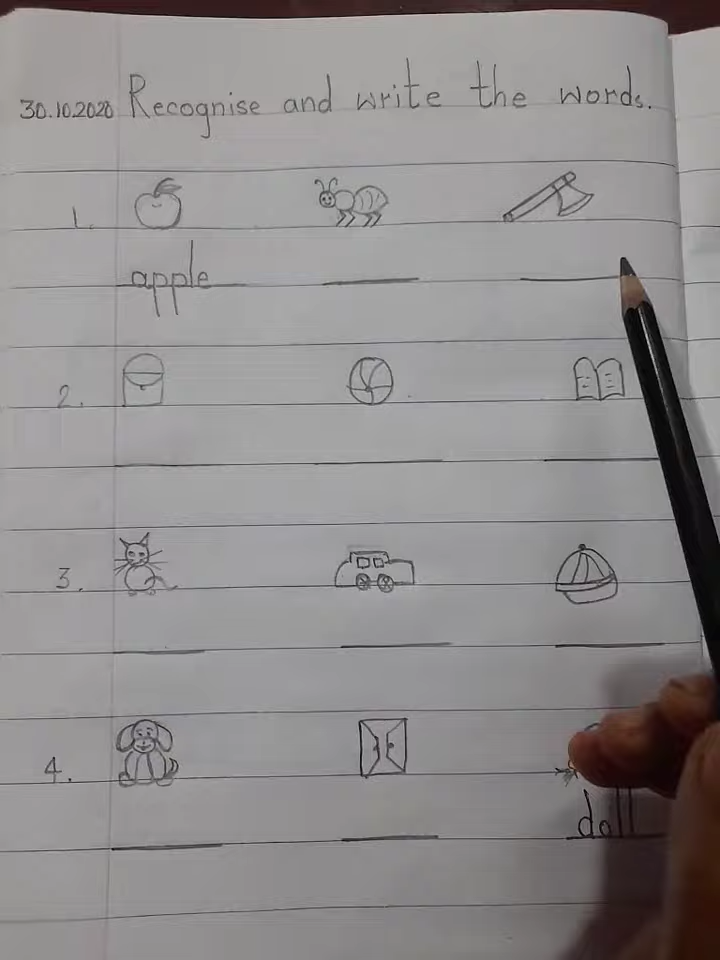 30.10.2020 Recognise and write the words.
1.
apple
2.
3.
4.
doll